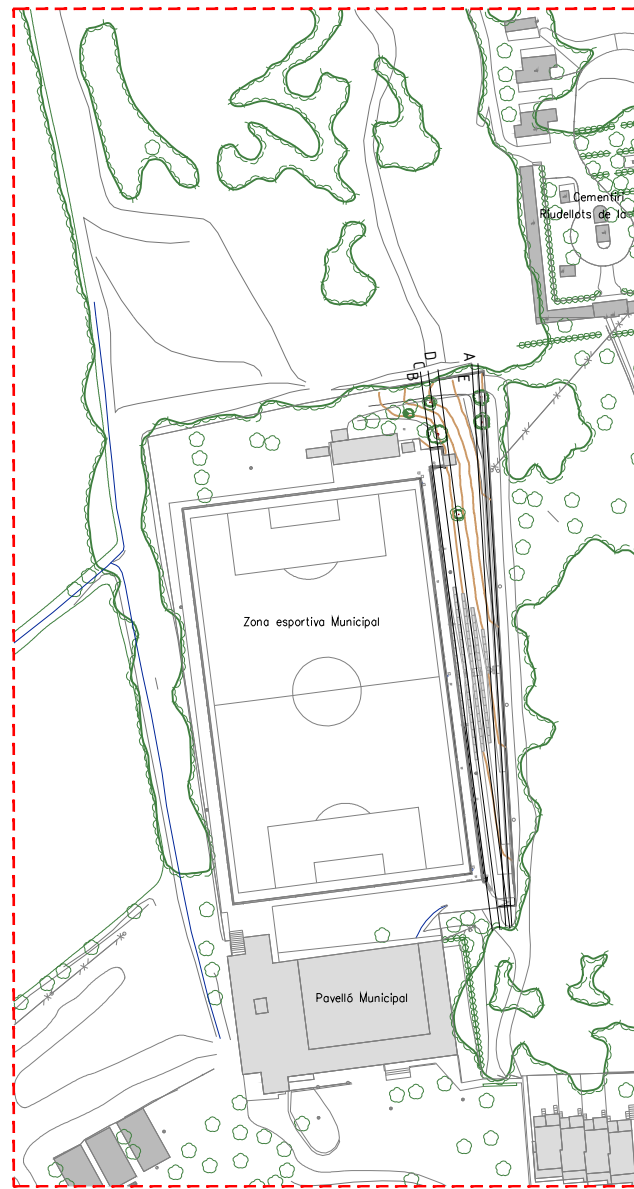 Cementiri
Riudellots de la
A
D
C
B
E
Zona esportiva Municipal
Pavelló Municipal